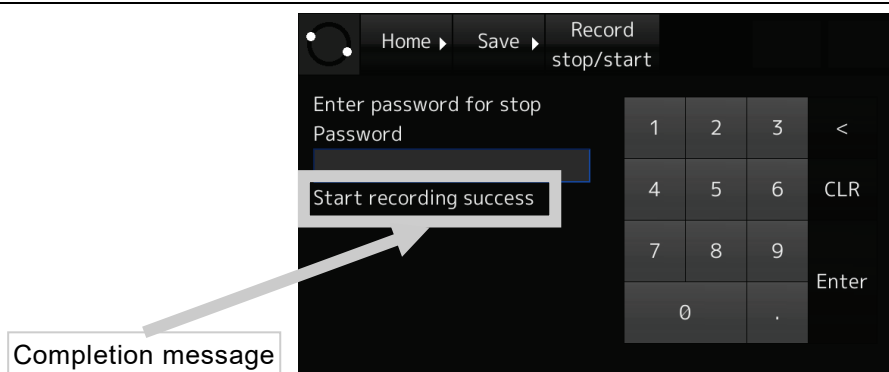 Home Save Record
stop/start
Enter password for stop
Password
Start recording success
1 2 3 <
4 5 6 CLR
7 8 9
Enter
0 .
Completion message